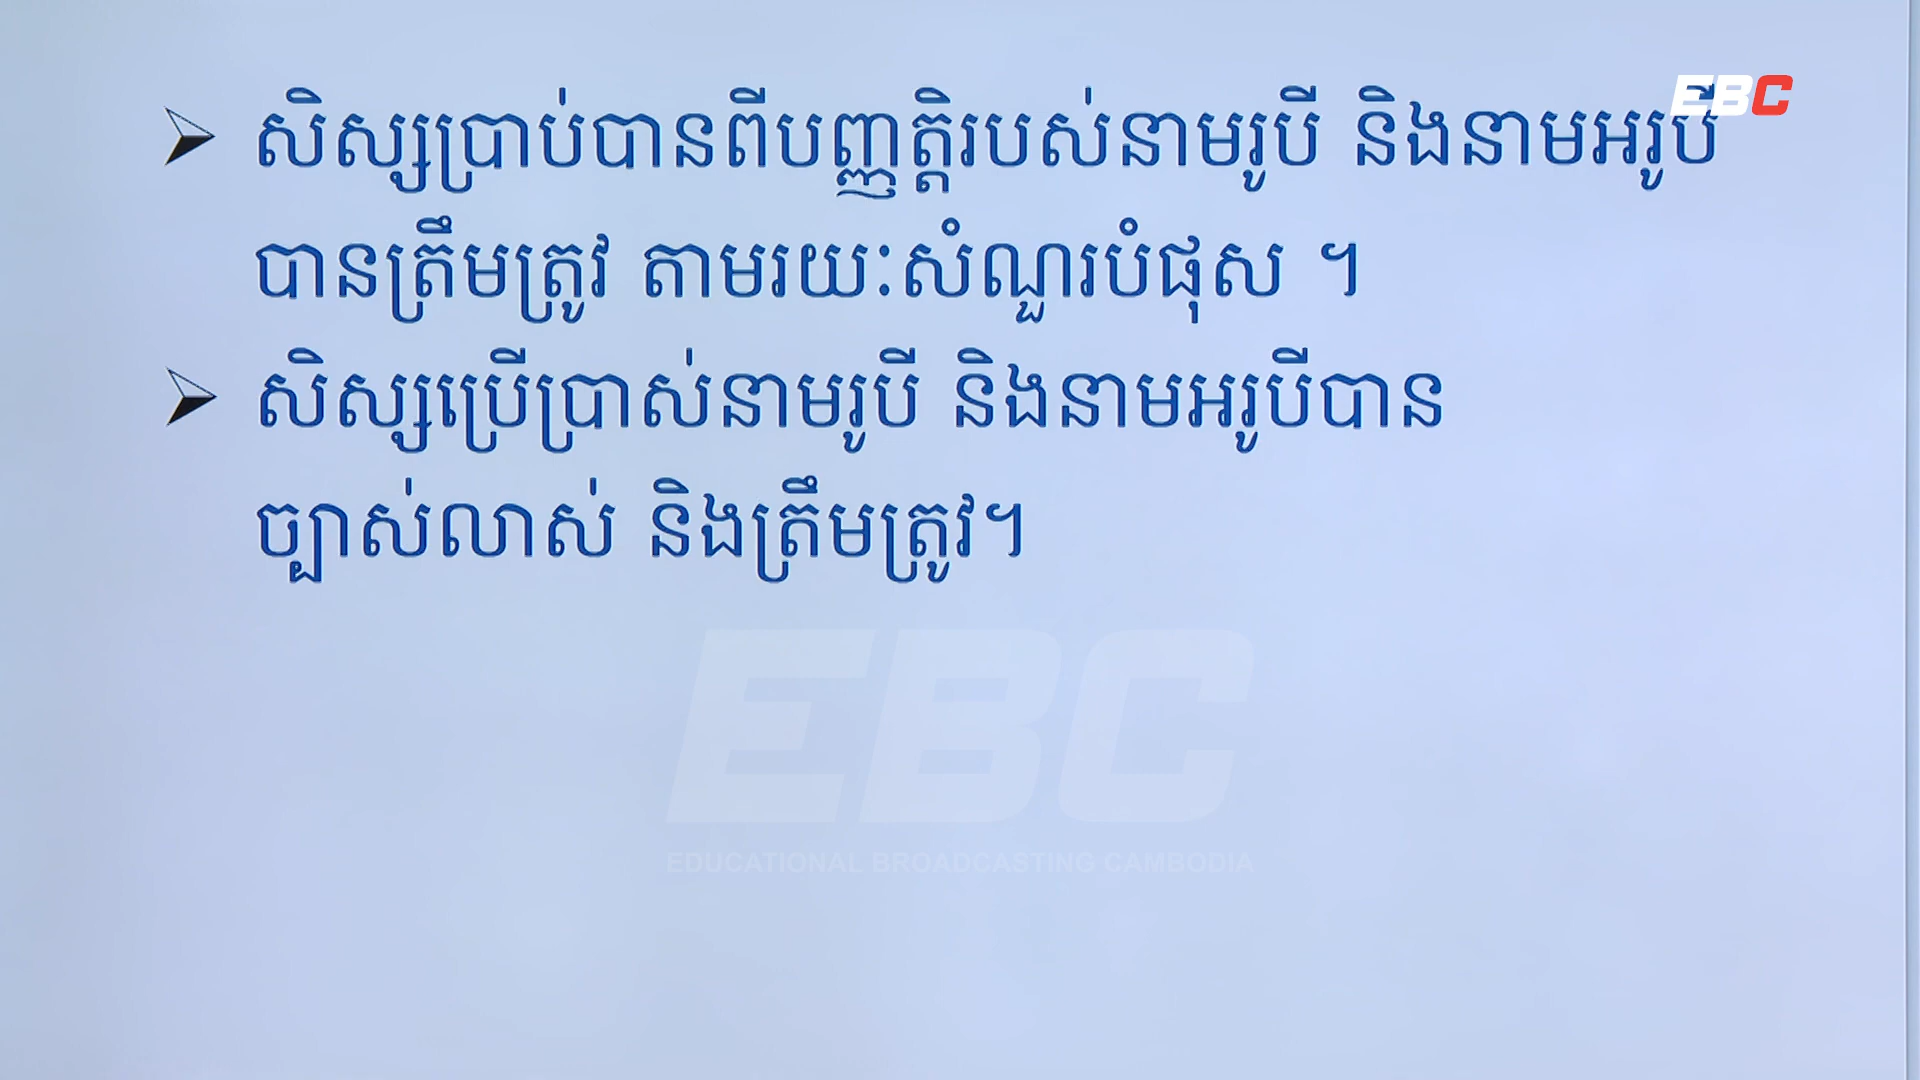 EBC
➢ សិស្សប្រាប់បានពីបញ្ញត្តិរបស់នាមរូបី និងនាមអរូបី
បានត្រឹមត្រូវ តាមរយៈសំណួរបំផុស ។
➢ សិស្សប្រើប្រាស់នាមរូបី និងនាមអរូបីបាន
ច្បាស់លាស់ និងត្រឹមត្រូវ។
EBC
EDUCATIONAL BROADCASTING CAMBODIA